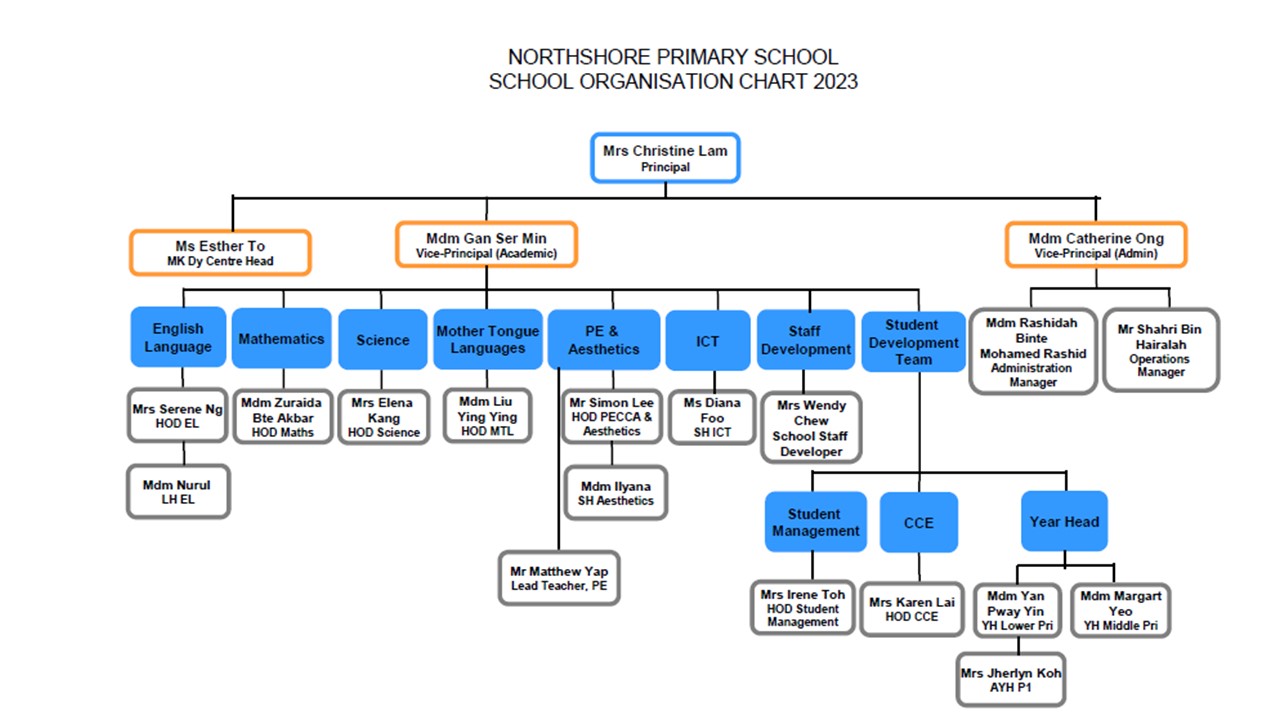 NORTHSHORE PRIMARY SCHOOL
SCHOOL ORGANISATION CHART 2023
Mrs Christine Lam
Principal
Ms Esther To
MK Dy Centre Head
Mdm Gan Ser Min
Vice-Principal (Academic)
Mdm Catherine Ong
Vice-Principal (Admin)
English
Language
Mathematics
Science
Mother Tongue
Languages
PE &
Aesthetics
ICT
Staff
Development
Student
Development
Team
Mdm Rashidah
Binte
Mohamed Rashid
Administration
Manager
Mr Shahri Bin
Hairalah
Operations
Manager
Mrs Serene Ng
HOD EL
Mdm Zuraida
Bte Akbar
HOD Maths
Mrs Elena
Kang
HOD Science
Mdm Liu
Ying Ying
HOD MTL
Mr Simon Lee
HOD PECCA &
Aesthetics
Ms Diana
Foo
SH ICT
Mrs Wendy
Chew
School Staff
Developer
Mdm Nurul
LH EL
Mdm Ilyana
SH Aesthetics
Mr Matthew Yap
Lead Teacher, PE
Student
Management
CCE
Year Head
Mrs Irene Toh
HOD Student
Management
Mrs Karen Lai
HOD CCE
Mdm Yan
Pway Yin
YH Lower Pri
Mdm Margart
Yeo
YH Middle Pri
Mrs Jherlyn Koh
AYH P1